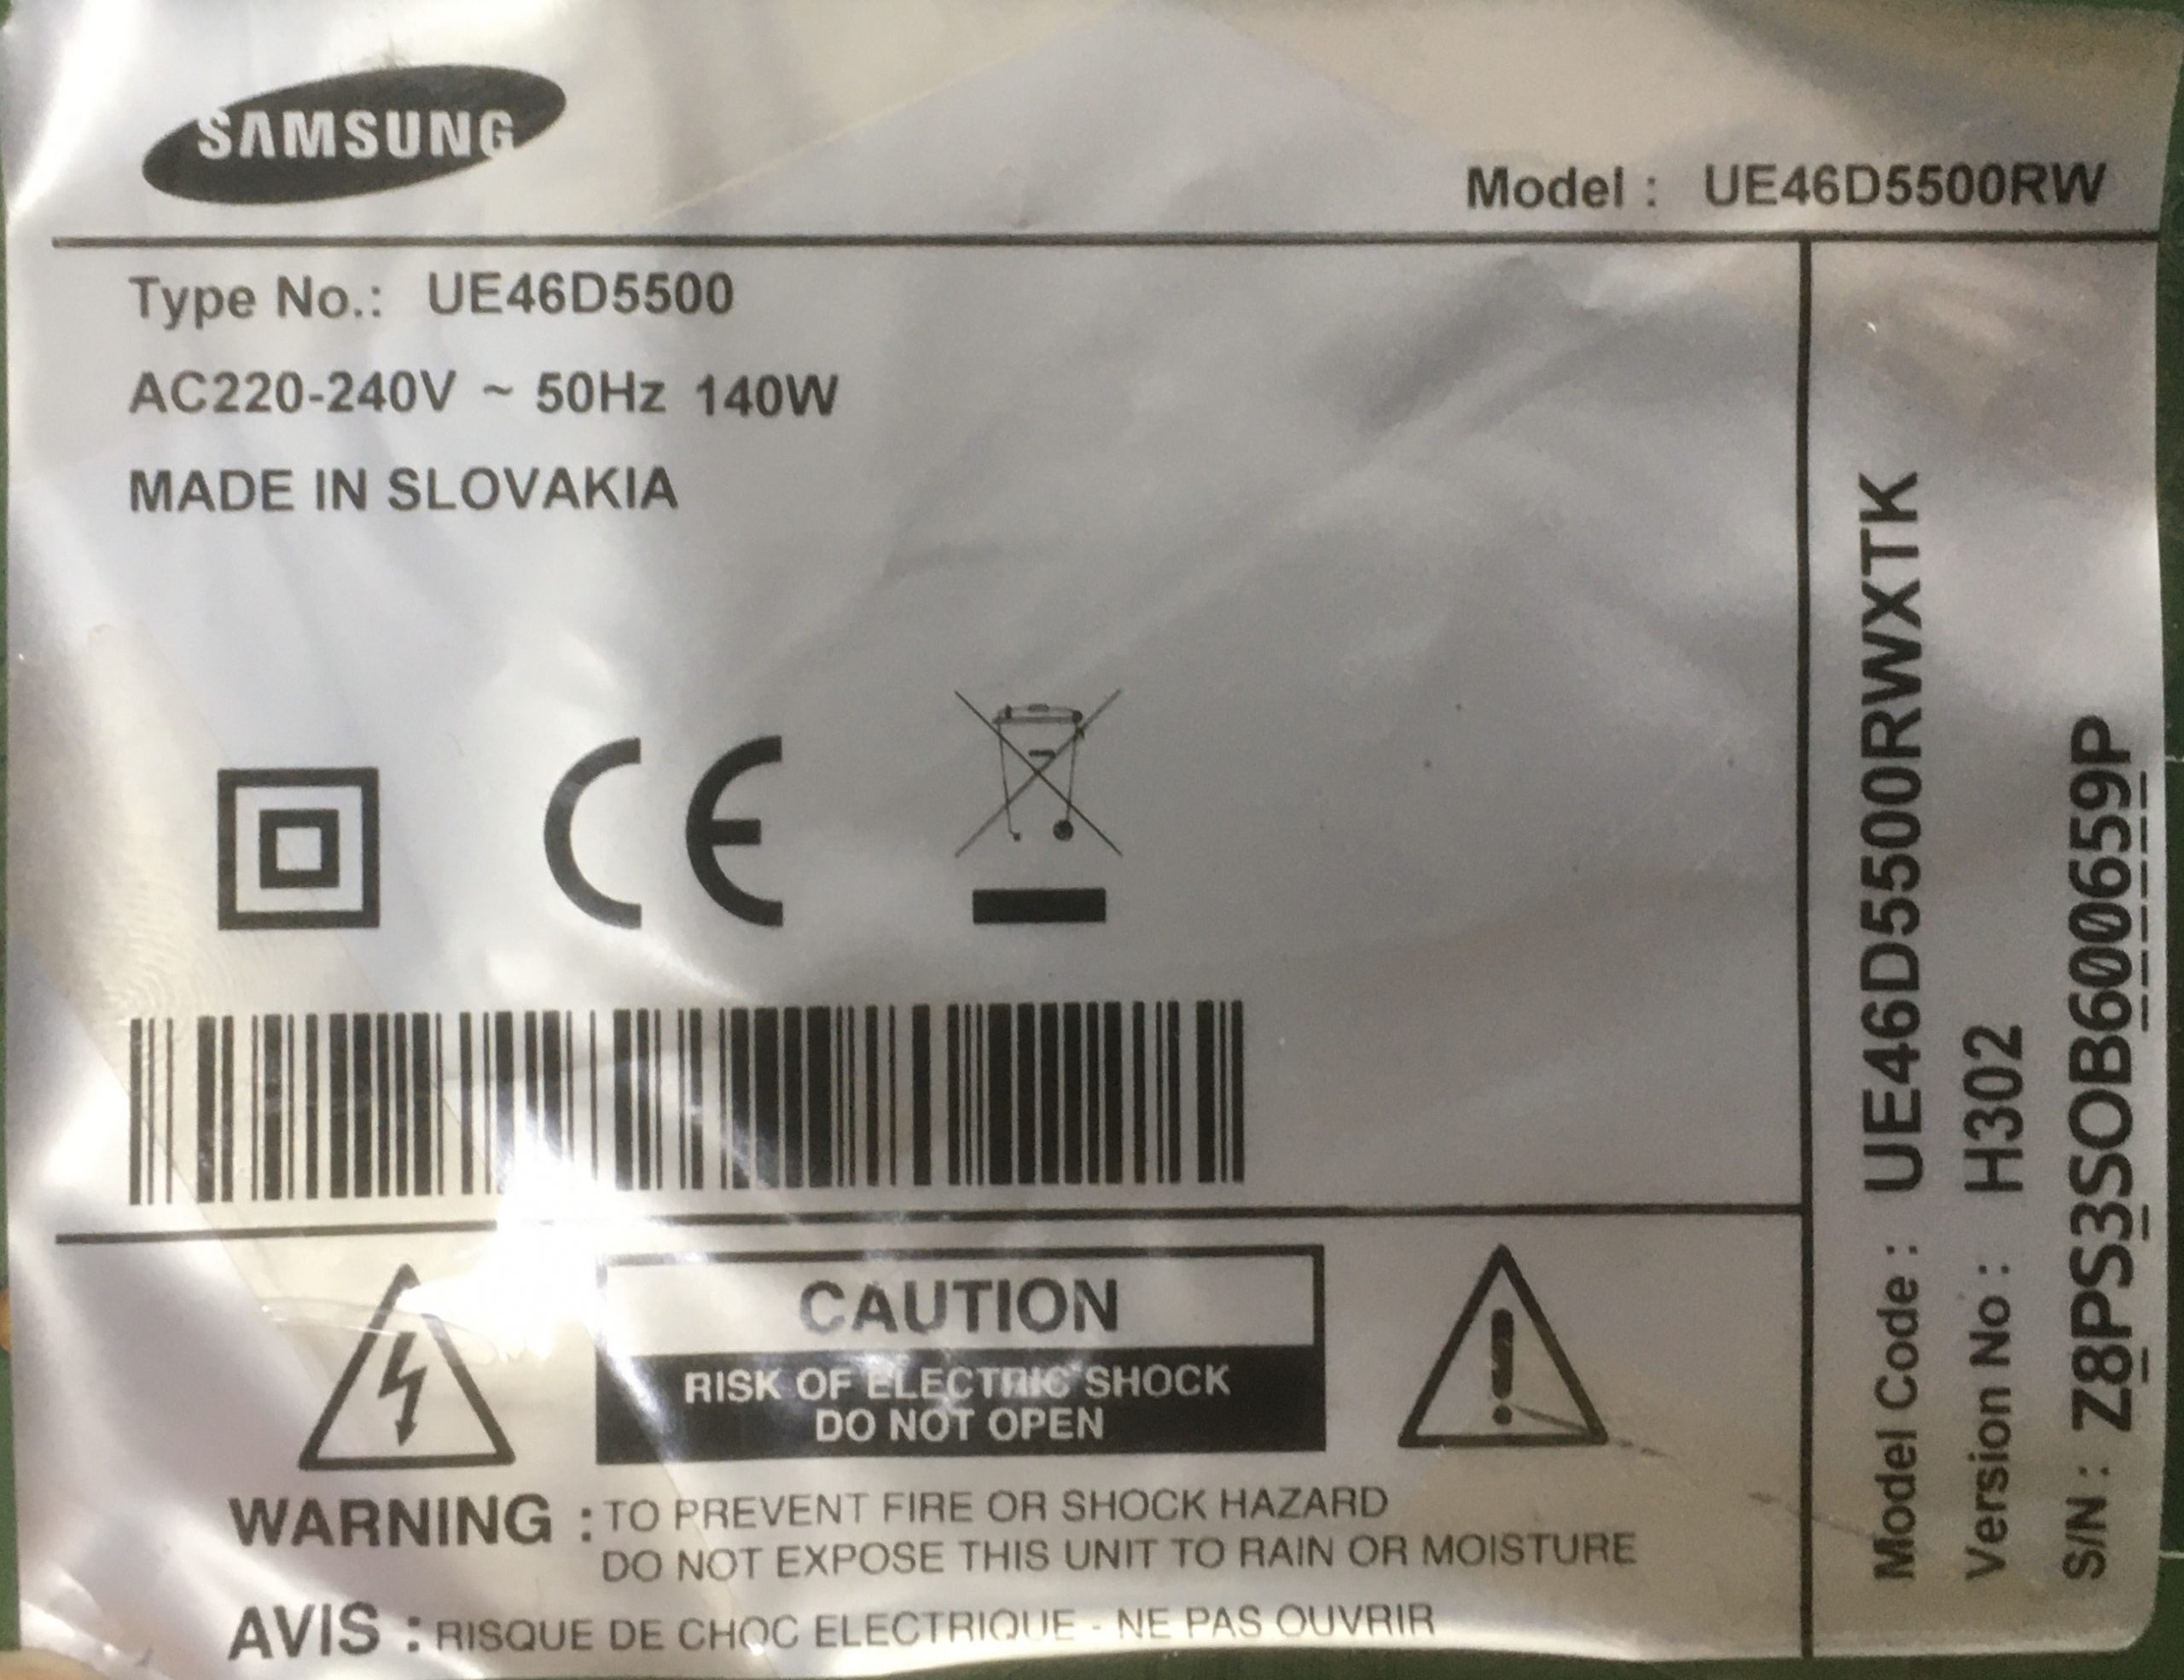 SAMSUNG
Model : UE46D5500RW
Type No.: UE46D5500
AC220-240V ~ 50Hz 140W
MADE IN SLOVAKIA
CE
CAUTION
RISK OF ELECTRIC SHOCK
DO NOT OPEN
WARNING : TO PREVENT FIRE OR SHOCK HAZARD
DO NOT EXPOSE THIS UNIT TO RAIN OR MOISTURE
AVIS : RISQUE DE CHOC ELECTRIQUE - NE PAS OUVRIR
Model Code : UE46D5500RWXTK
Version No : H302
S/N : Z8PS3SOB600659P